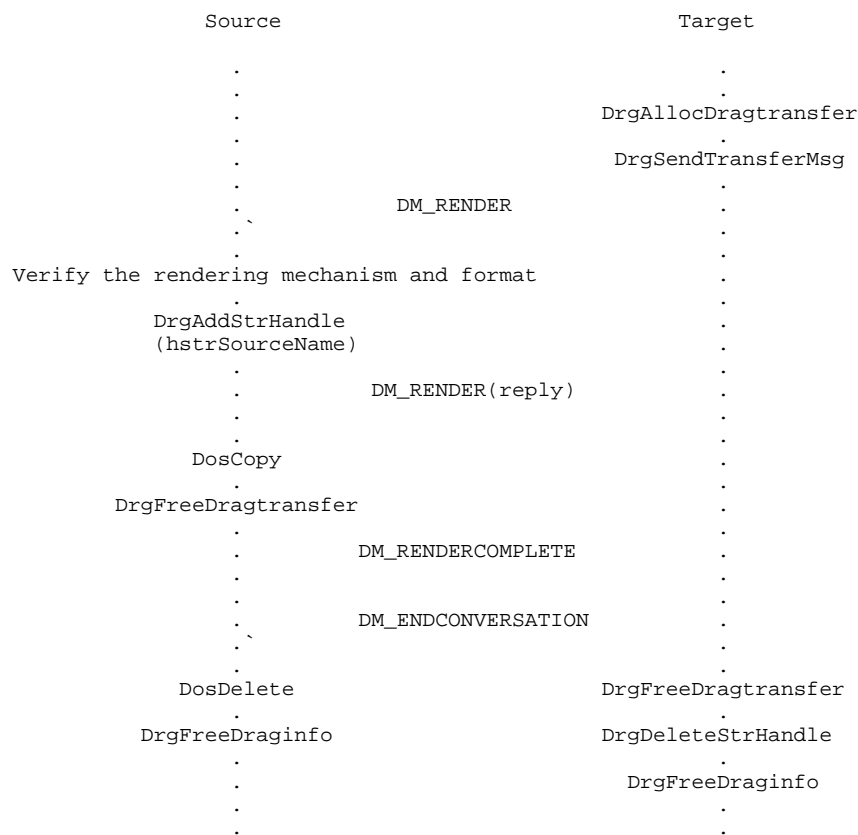 Source Target
. .
. .
. DrgAllocDragtransfer
. .
. DrgSendTransferMsg
. .
. DM_RENDER .
.` .
. .
Verify the rendering mechanism and format .
. .
DrgAddStrHandle .
(hstrSourceName) .
. .
. DM_RENDER(reply) .
. .
. .
DosCopy .
. .
DrgFreeDragtransfer .
. .
. DM_RENDERCOMPLETE .
. .
. .
. DM_ENDCONVERSATION .
.` .
. .
DosDelete DrgFreeDragtransfer
. .
DrgFreeDraginfo DrgDeleteStrHandle
. .
. DrgFreeDraginfo
. .
. .